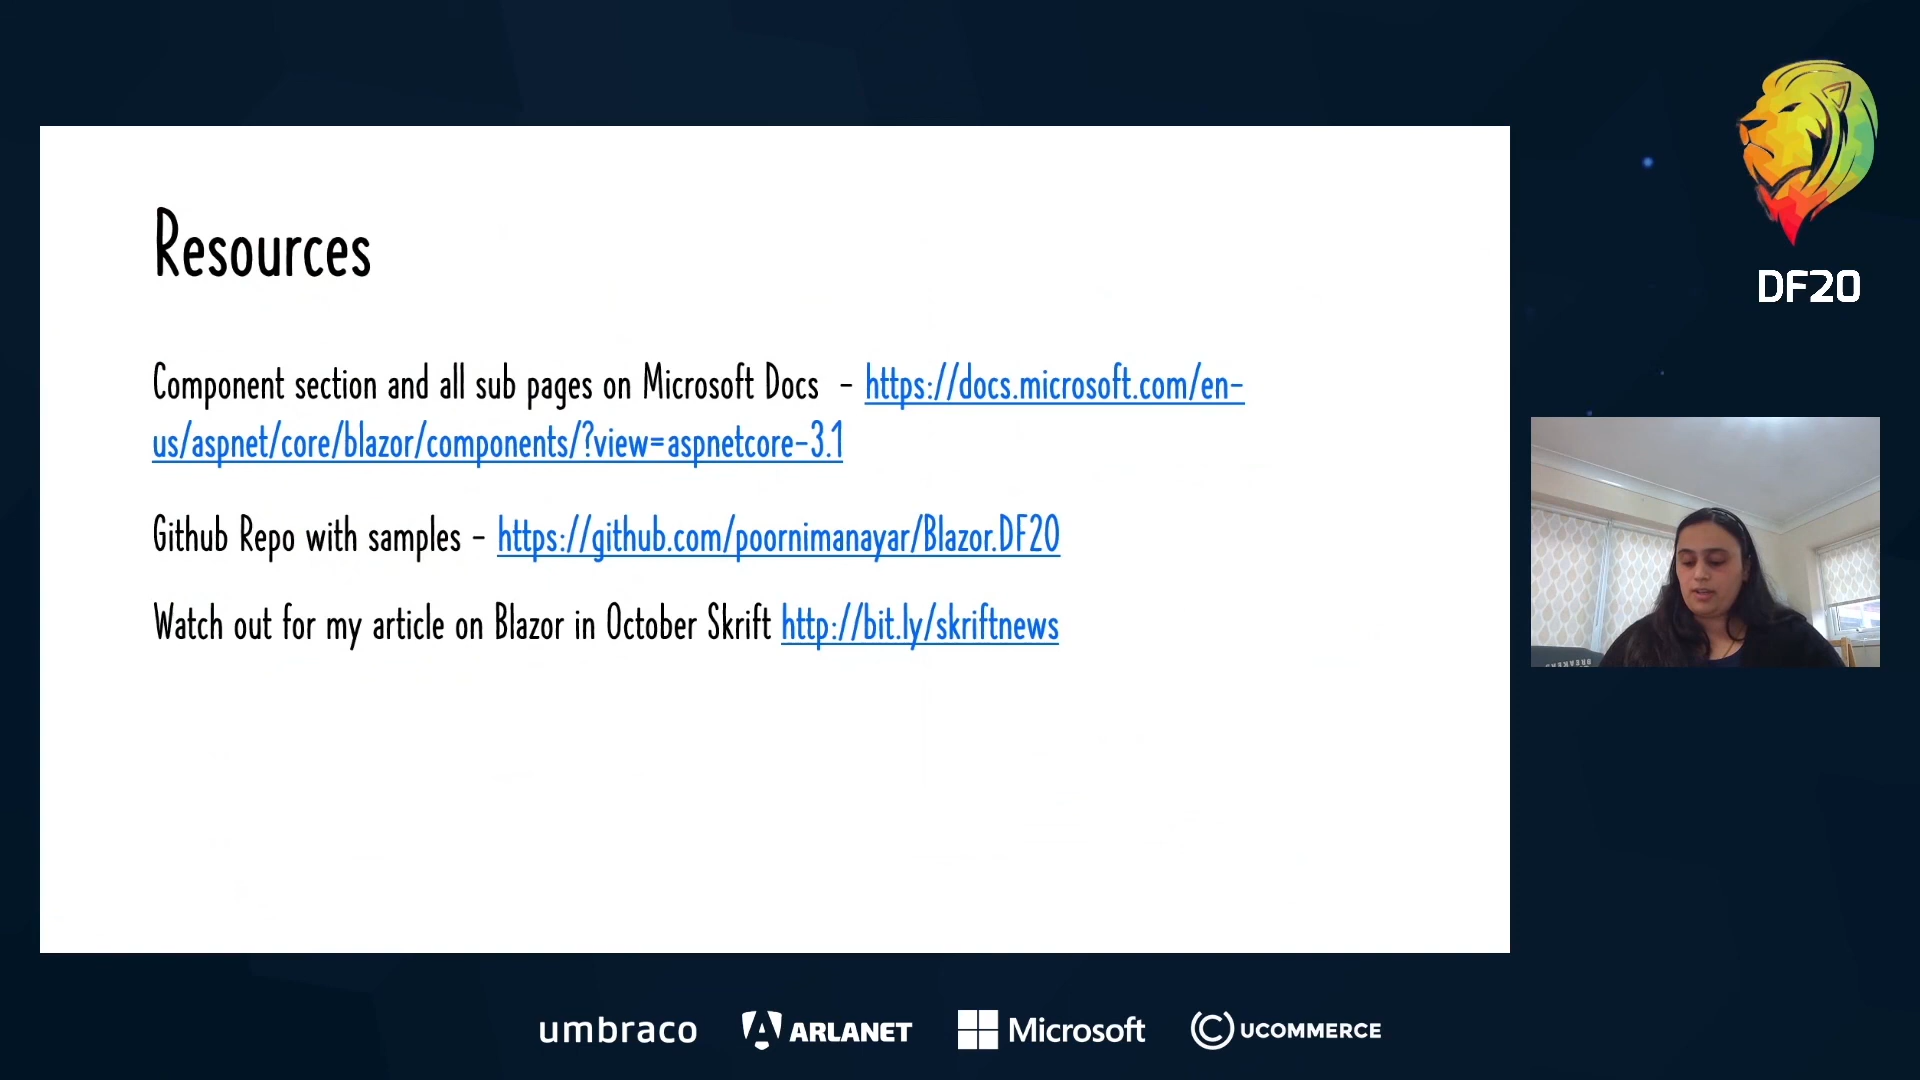 Resources
Component section and all sub pages on Microsoft Docs - https://docs.microsoft.com/en-
us/aspnet/core/blazor/components/?view=aspnetcore-3.1
Github Repo with samples - https://github.com/poornimanayar/Blazor.DF20
Watch out for my article on Blazor in October Skrift http://bit.ly/skriftnews
DF20
umbraco
ARLANET
Microsoft
UCOMMERCE